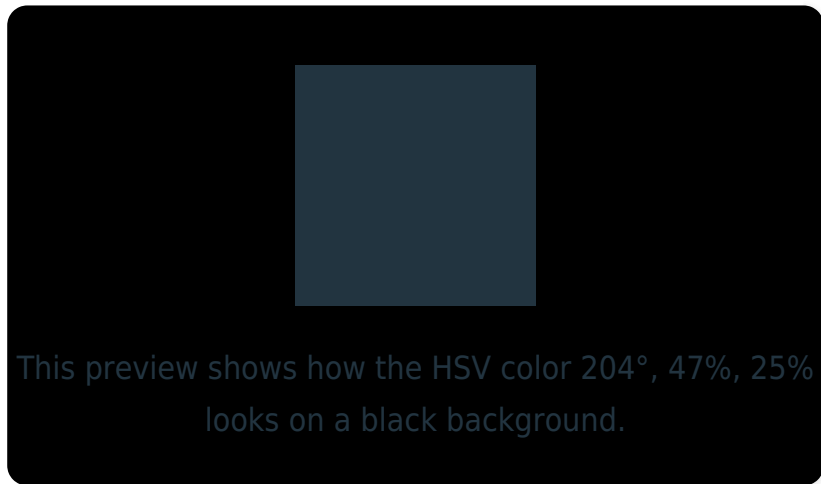 This preview shows how the HSV color 204°, 47%, 25%
looks on a black background.